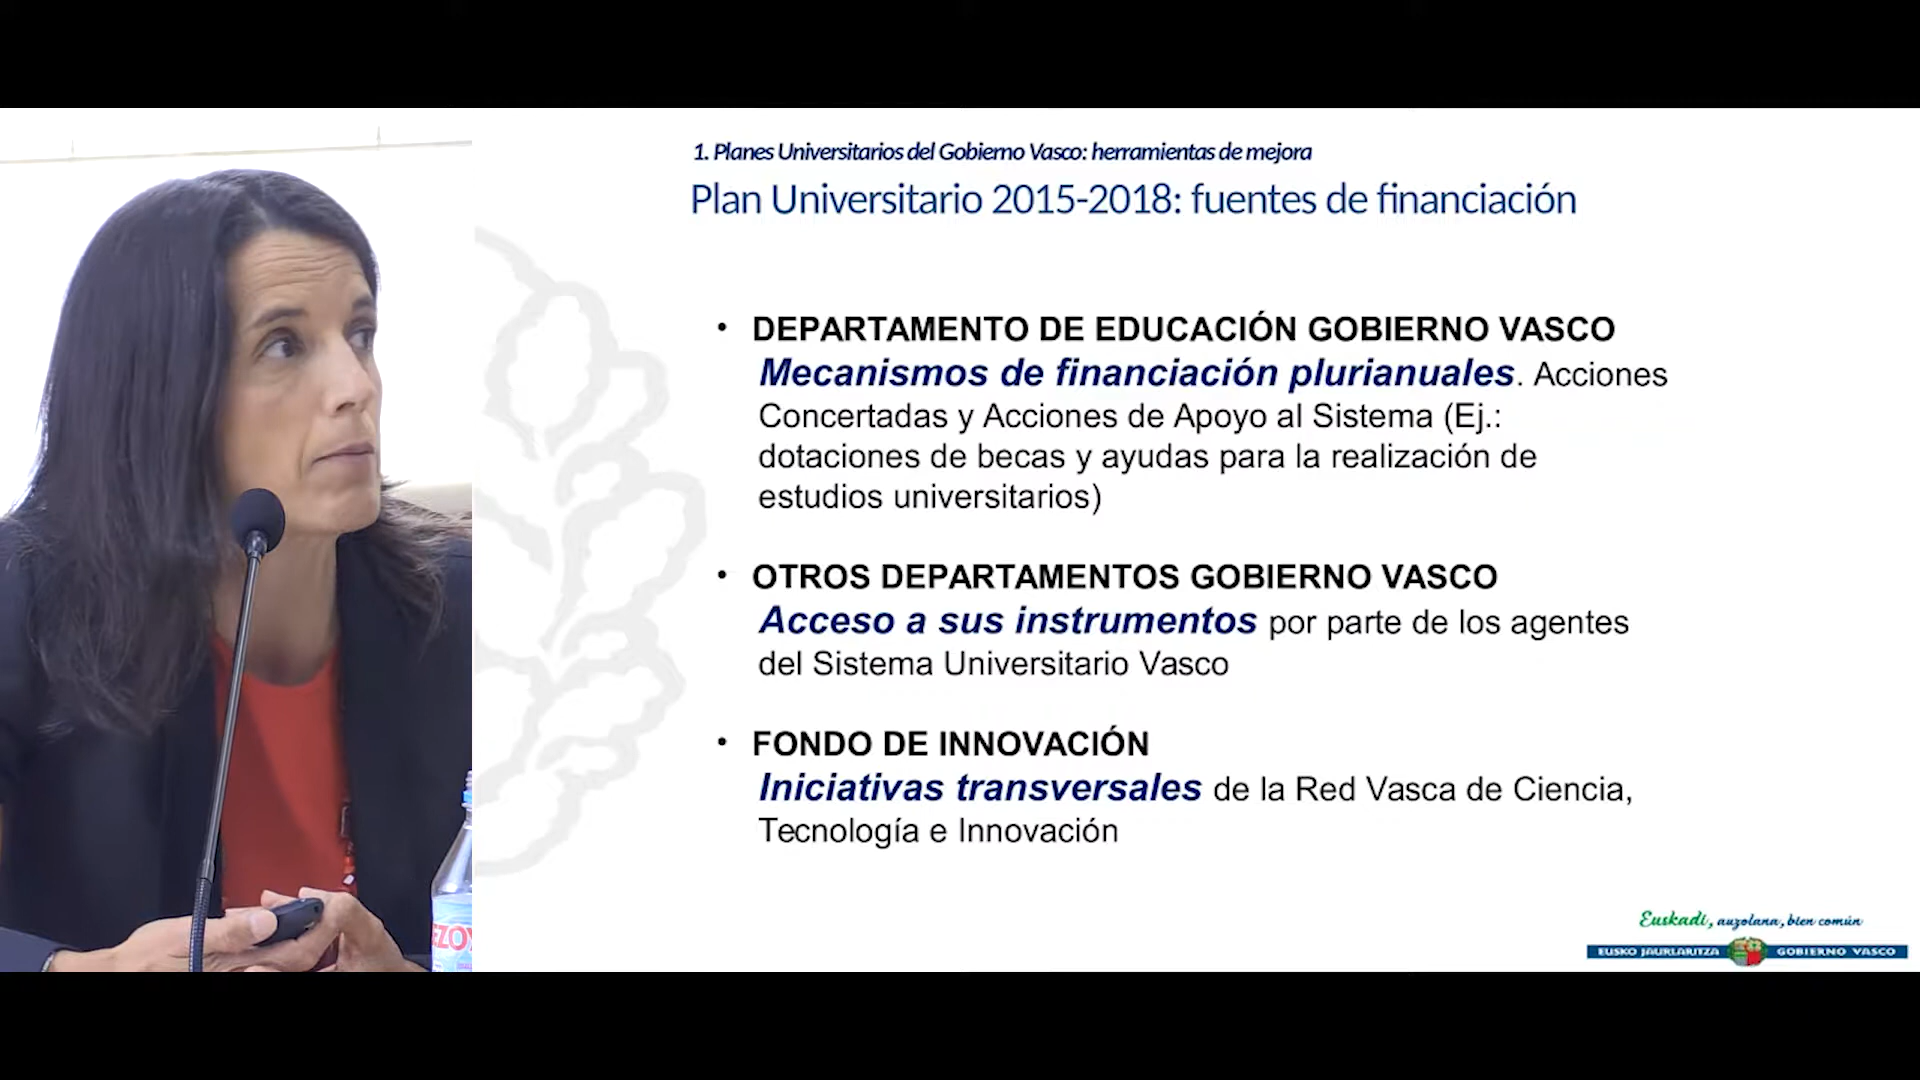 1. Planes Universitarios del Gobierno Vasco: herramientas de mejora
Plan Universitario 2015-2018: fuentes de financiación
• DEPARTAMENTO DE EDUCACIÓN GOBIERNO VASCO
Mecanismos de financiación plurianuales. Acciones
Concertadas y Acciones de Apoyo al Sistema (Ej.:
dotaciones de becas y ayudas para la realización de
estudios universitarios)
• OTROS DEPARTAMENTOS GOBIERNO VASCO
Acceso a sus instrumentos por parte de los agentes
del Sistema Universitario Vasco
• FONDO DE INNOVACIÓN
Iniciativas transversales de la Red Vasca de Ciencia,
Tecnología e Innovación
Euskadi, auzolana, bien común
EUSKO JAURLARITZA GOBIERNO VASCO